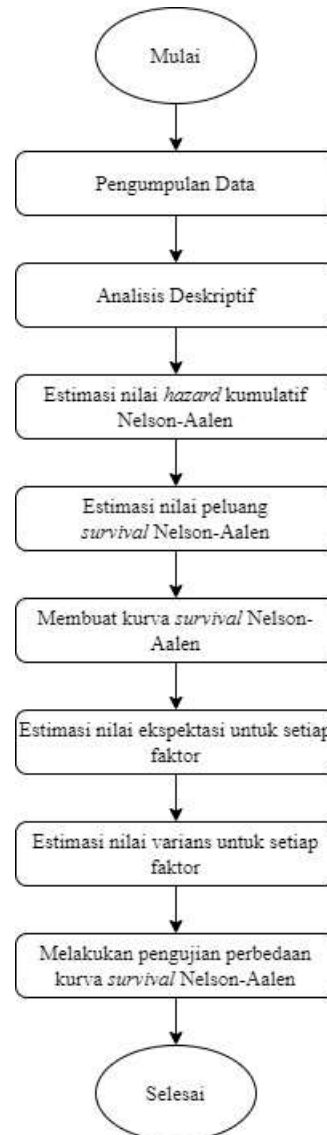 Mulai
Pengumpulan Data
Analisis Deskriptif
Estimasi nilai hazard kumulatif
Nelson-Aalen
Estimasi nilai peluang
survival Nelson-Aalen
Membuat kurva survival Nelson-
Aalen
Estimasi nilai ekspektasi untuk setiap
faktor
Estimasi nilai varians untuk setiap
faktor
Melakukan pengujian perbedaan
kurva survival Nelson-Aalen
Selesai